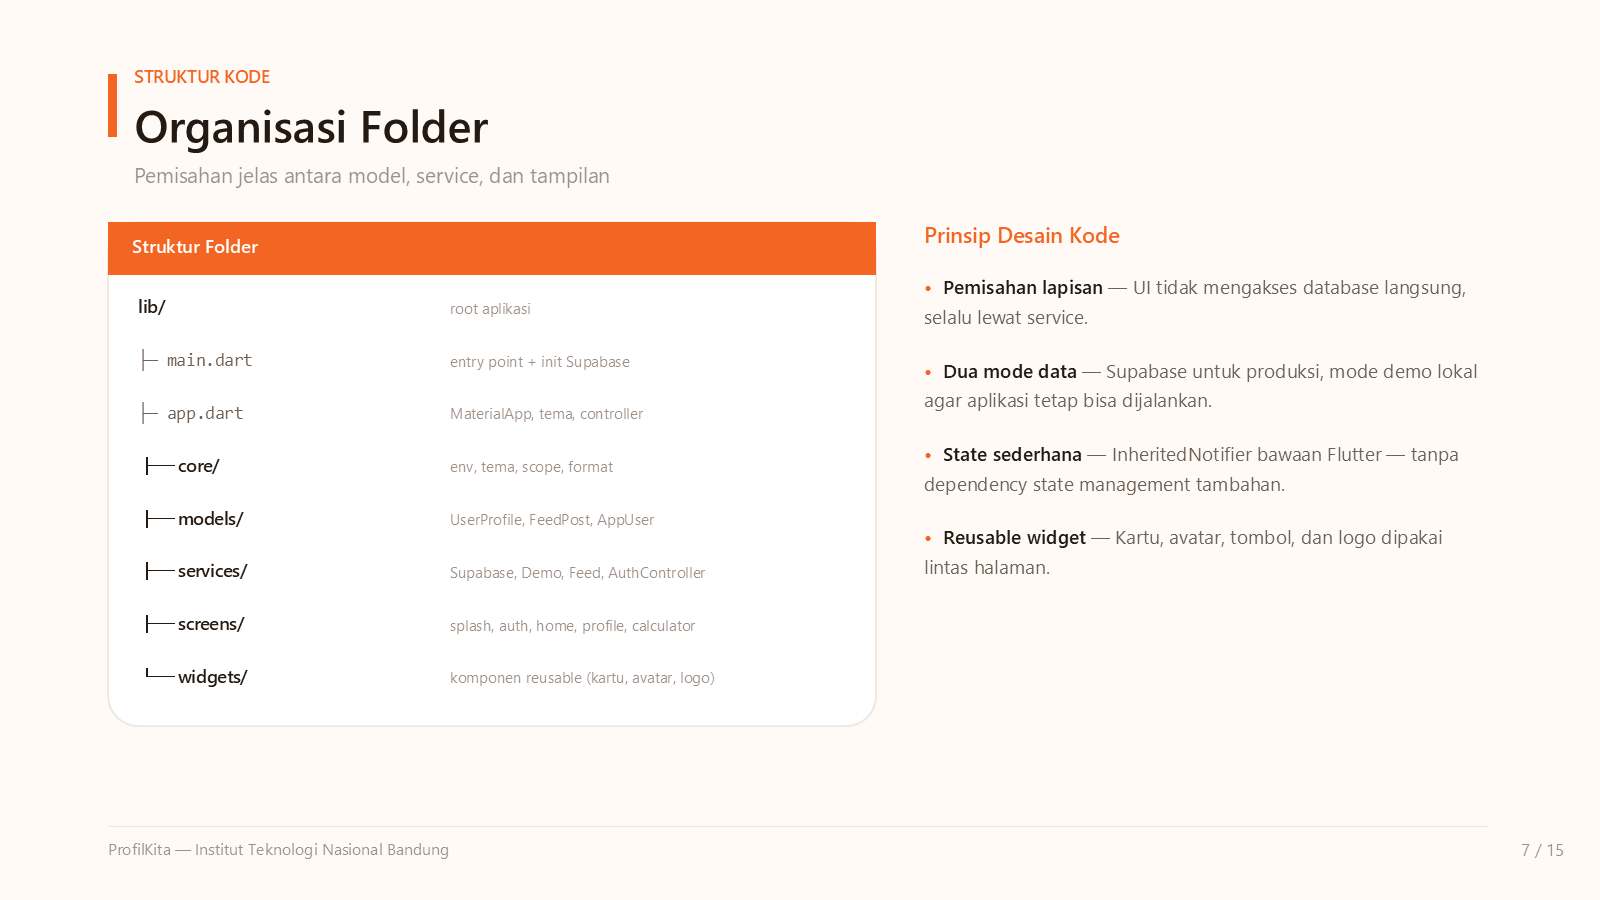 STRUKTUR KODE
Organisasi Folder
Pemisahan jelas antara model, service, dan tampilan
Struktur Folder
lib/ root aplikasi
├─ main.dart entry point + init Supabase
├─ app.dart MaterialApp, tema, controller
├── core/ env, tema, scope, format
├── models/ UserProfile, FeedPost, AppUser
├── services/ Supabase, Demo, Feed, AuthController
├── screens/ splash, auth, home, profile, calculator
└── widgets/ komponen reusable (kartu, avatar, logo)
Prinsip Desain Kode
• Pemisahan lapisan — UI tidak mengakses database langsung,
selalu lewat service.
• Dua mode data — Supabase untuk produksi, mode demo lokal
agar aplikasi tetap bisa dijalankan.
• State sederhana — InheritedNotifier bawaan Flutter — tanpa
dependency state management tambahan.
• Reusable widget — Kartu, avatar, tombol, dan logo dipakai
lintas halaman.
ProfilKita — Institut Teknologi Nasional Bandung
7 / 15